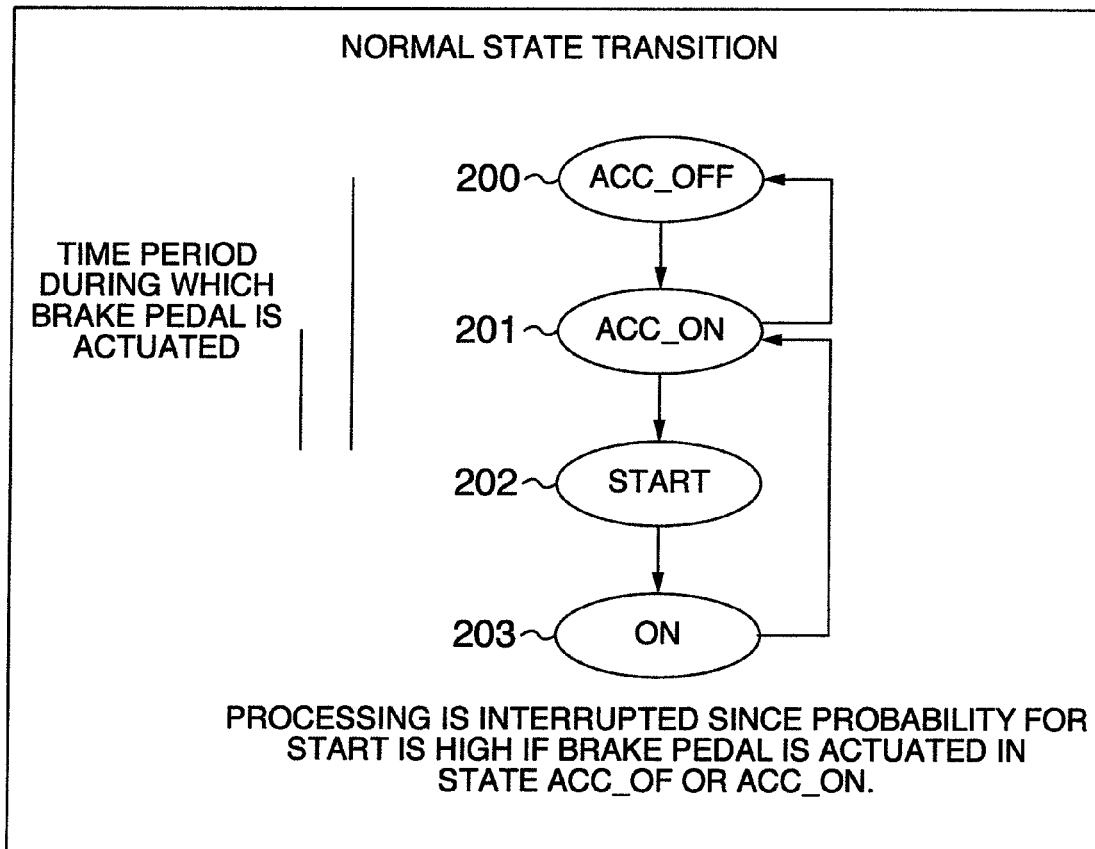 NORMAL STATE TRANSITION
200
ACC_OFF
TIME PERIOD
DURING WHICH
BRAKE PEDAL IS
ACTUATED
201
ACC_ON
202
START
203
ON
PROCESSING IS INTERRUPTED SINCE PROBABILITY FOR
START IS HIGH IF BRAKE PEDAL IS ACTUATED IN
STATE ACC_OF OR ACC_ON.